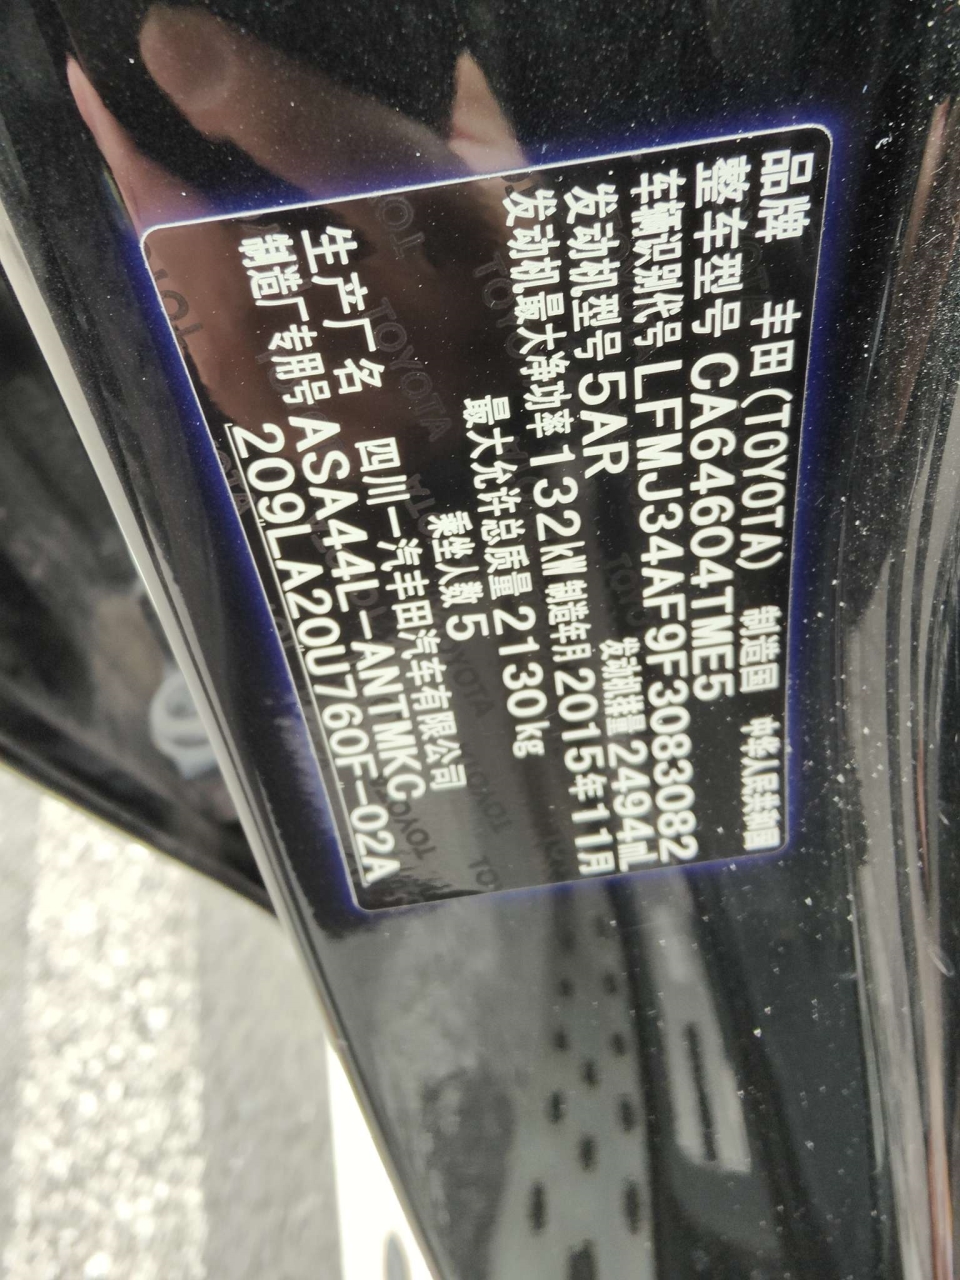 品牌 丰田(TOYOTA) 制造国 中华人民共和国
整车型号 CA64604TME5
车辆识别代号 LFMJ34AF9F3083082
发动机型号 5AR 发动机排量 2494mL
发动机最大净功率 132kW 制造年月 2015年11月
最大允许总质量 2130kg
乘坐人数 5
生产厂名 四川一汽丰田汽车有限公司
制造厂专用号 ASA44L-ANTMKC
209LA20U760F-02A